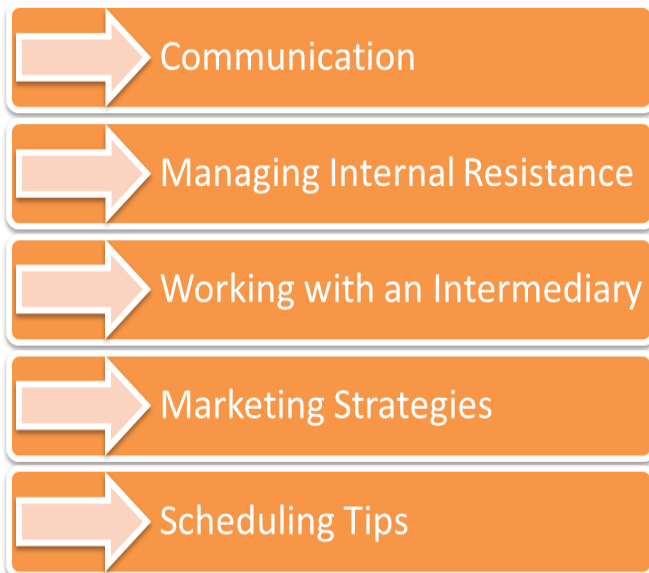 Communication
Managing Internal Resistance
Working with an Intermediary
Marketing Strategies
Scheduling Tips